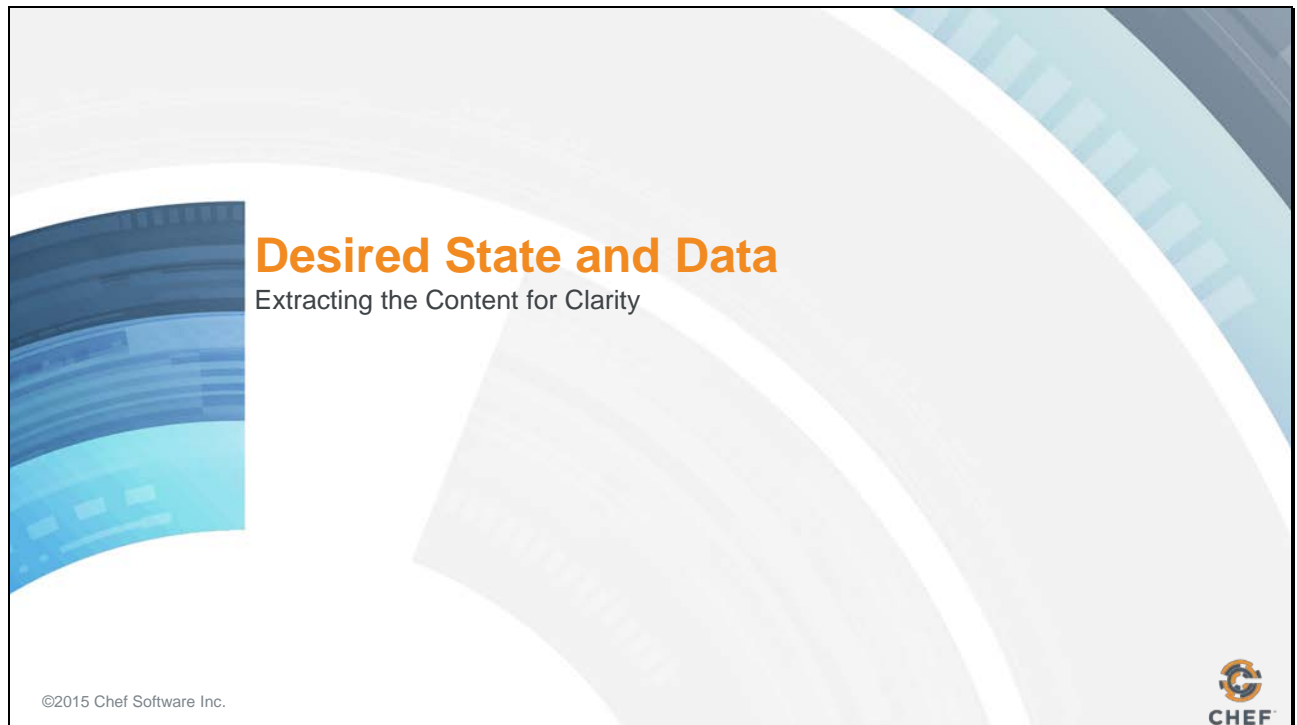 Desired State and Data
Extracting the Content for Clarity
©2015 Chef Software Inc.
CHEF